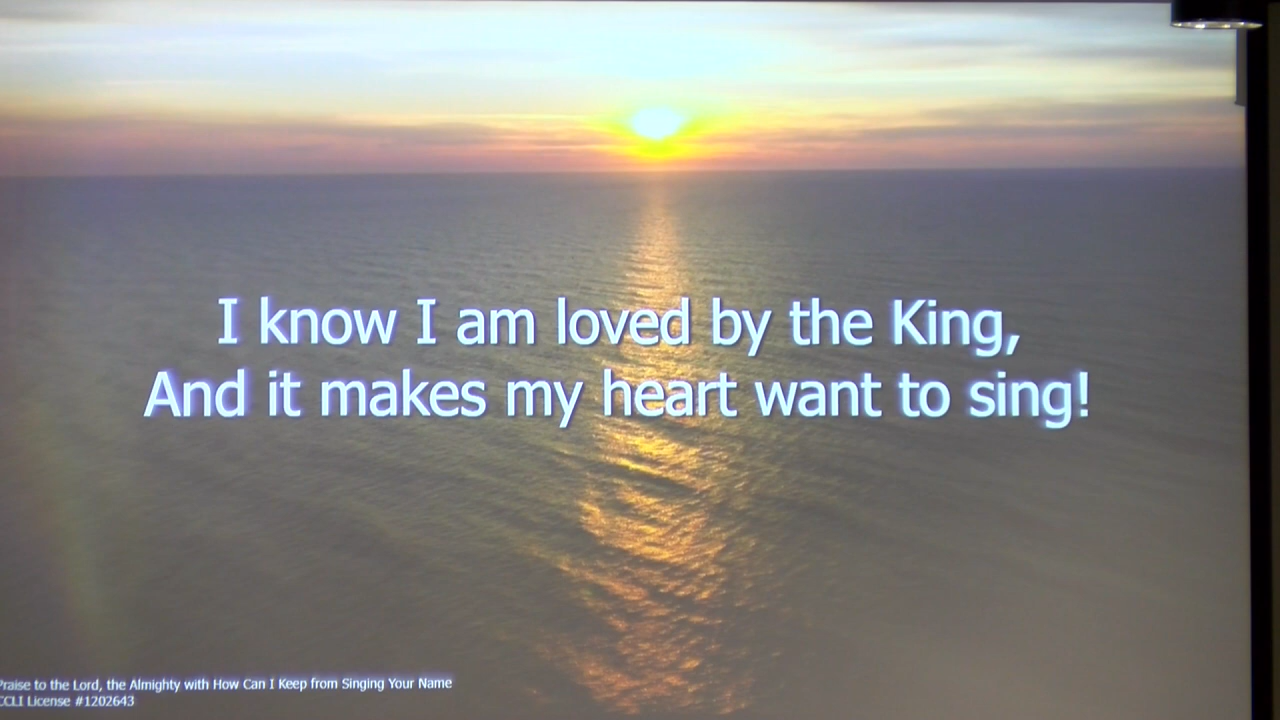 I know I am loved by the King,
And it makes my heart want to sing!
Praise to the Lord, the Almighty with How Can I Keep from Singing Your Name
CCLI License #1202643